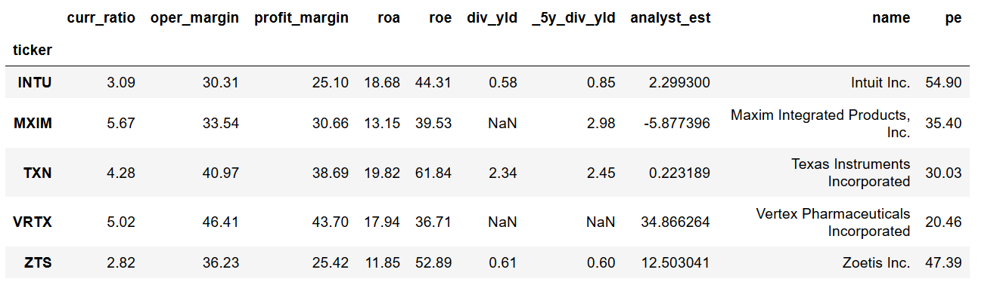 curr_ratio oper_margin profit_margin roa roe div_yld _5y_div_yld analyst_est name pe
ticker
INTU 3.09 30.31 25.10 18.68 44.31 0.58 0.85 2.299300 Intuit Inc. 54.90
MXIM 5.67 33.54 30.66 13.15 39.53 NaN 2.98 -5.877396 Maxim Integrated Products, 35.40
Inc.
TXN 4.28 40.97 38.69 19.82 61.84 2.34 2.45 0.223189 Texas Instruments 30.03
Incorporated
VRTX 5.02 46.41 43.70 17.94 36.71 NaN NaN 34.866264 Vertex Pharmaceuticals 20.46
Incorporated
ZTS 2.82 36.23 25.42 11.85 52.89 0.61 0.60 12.503041 Zoetis Inc. 47.39